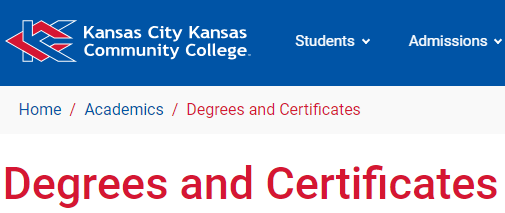 Kansas City Kansas
Community College.
Students
Admissions
Home / Academics / Degrees and Certificates
Degrees and Certificates